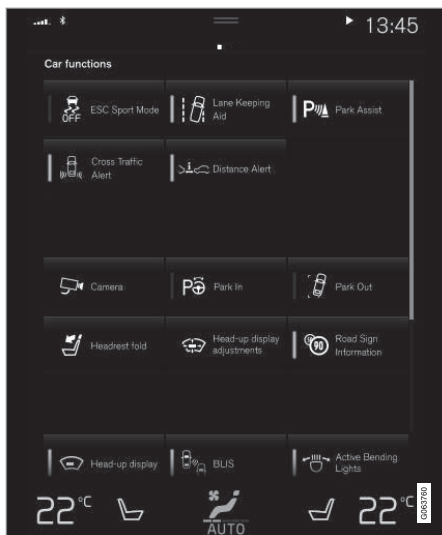 13:45
Car functions
OFF
ESC Sport Mode
Lane Keeping
Aid
P
Park Assist
Cross Traffic
Alert
Distance Alert
Camera
P
Park In
Park Out
Headrest fold
Head-up display
adjustments
90
Road Sign
Information
Head-up display
BLIS
Active Bending
Lights
22°C
AUTO
22°C
G063760